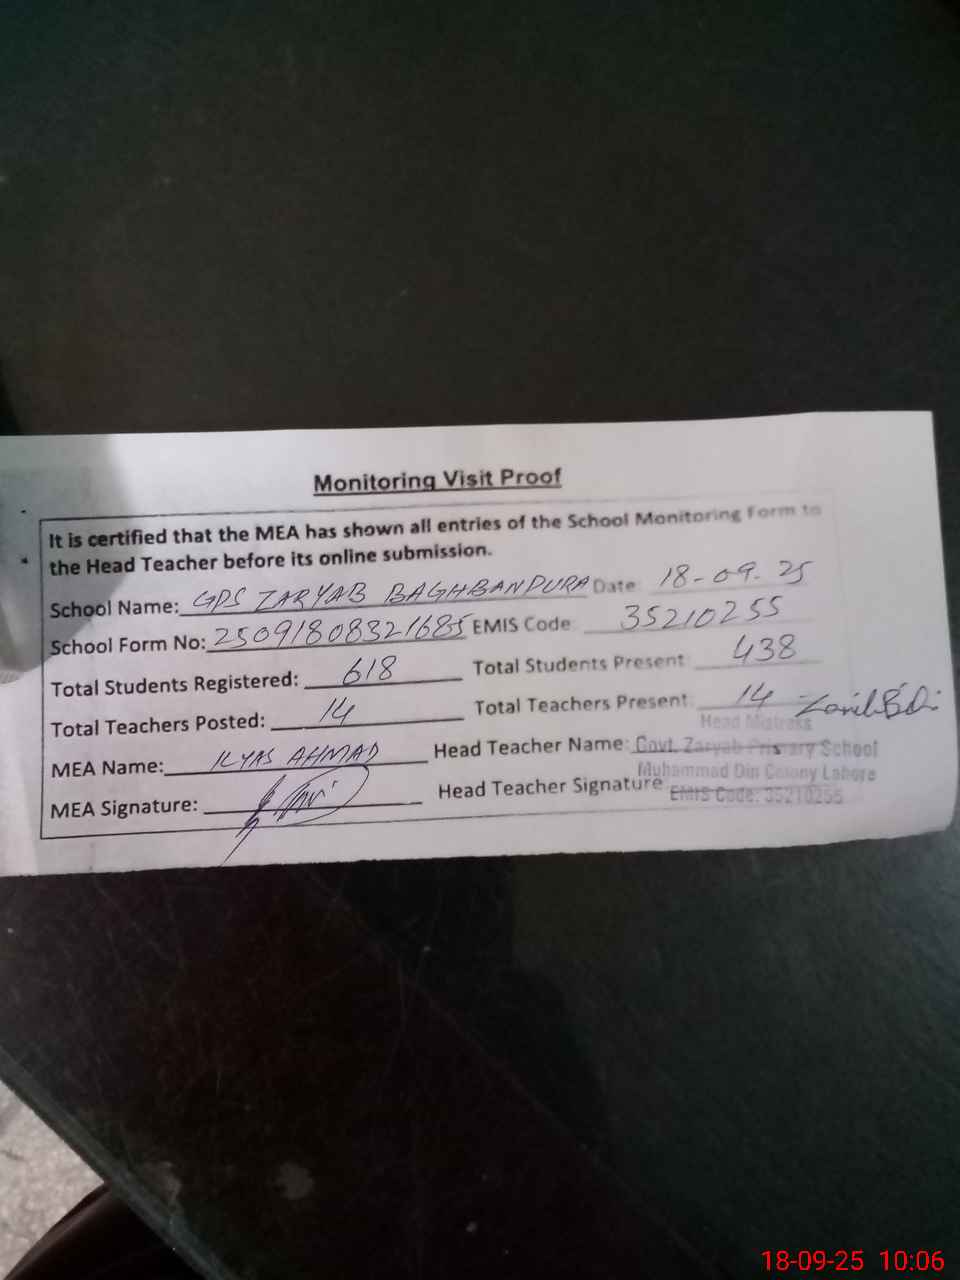 Monitoring Visit Proof
It is certified that the MEA has shown all entries of the School Monitoring Form to
the Head Teacher before its online submission.
School Name: GPS ZARYAB BAGHBANPURA Date: 18-09-25
School Form No: 25091808321685 EMIS Code: 35210255
Total Students Registered: 618 Total Students Present: 438
Total Teachers Posted: 14 Total Teachers Present: 14
Head Mistress
MEA Name: ILYAS AHMAD Head Teacher Name: Govt. Zaryab Primary School
Muhammad Din Colony Lahore
MEA Signature: Head Teacher Signature EMIS Code: 35210255
18-09-25 10:06